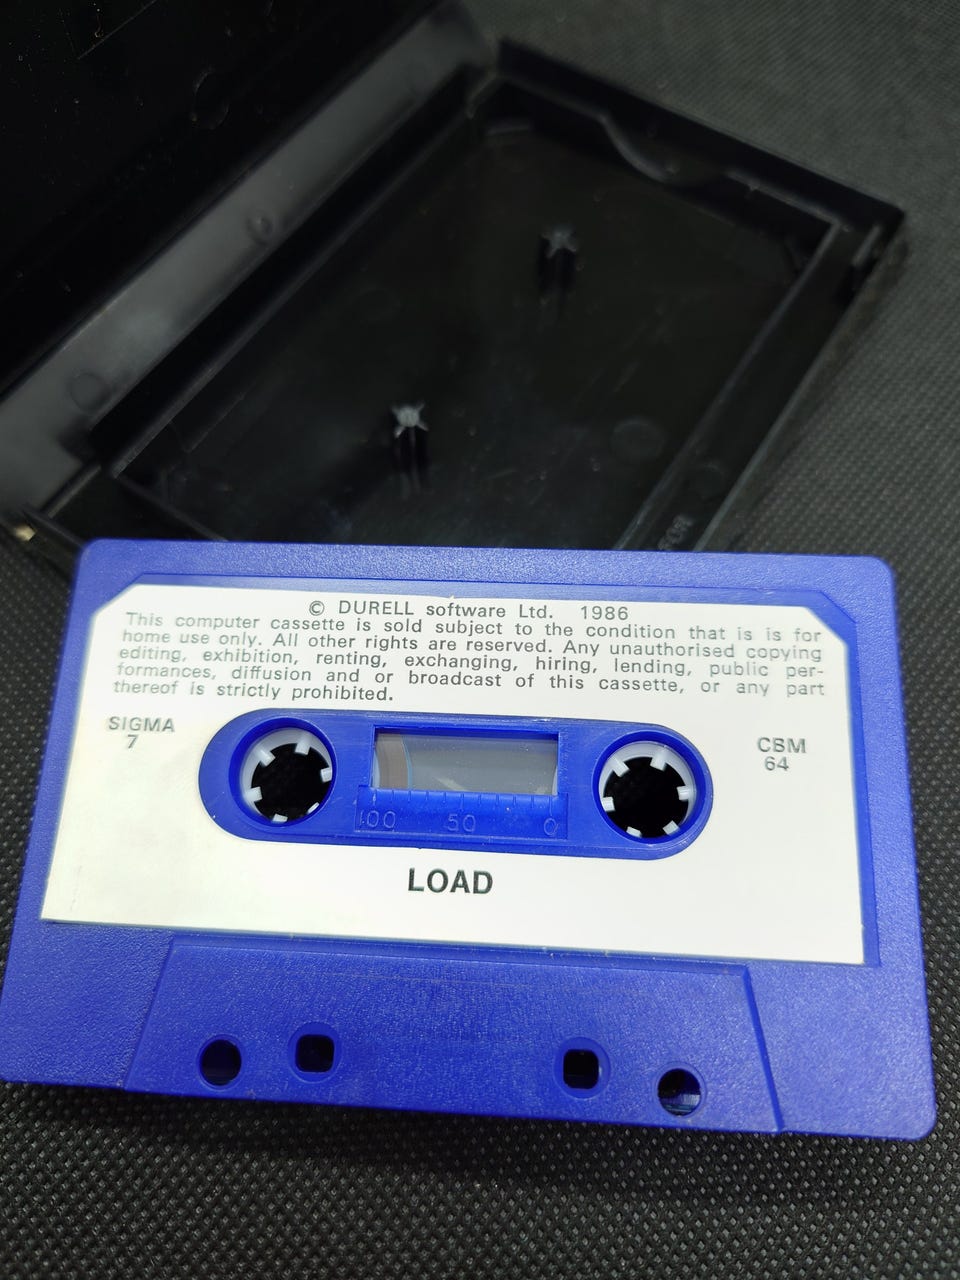 © DURELL software Ltd. 1986
This computer cassette is sold subject to the condition that is is for
home use only. All other rights are reserved. Any unauthorised copying
editing, exhibition, renting, exchanging, hiring, lending, public per-
formances, diffusion and or broadcast of this cassette, or any part
thereof is strictly prohibited.
SIGMA
7
CBM
64
100 50 0
LOAD